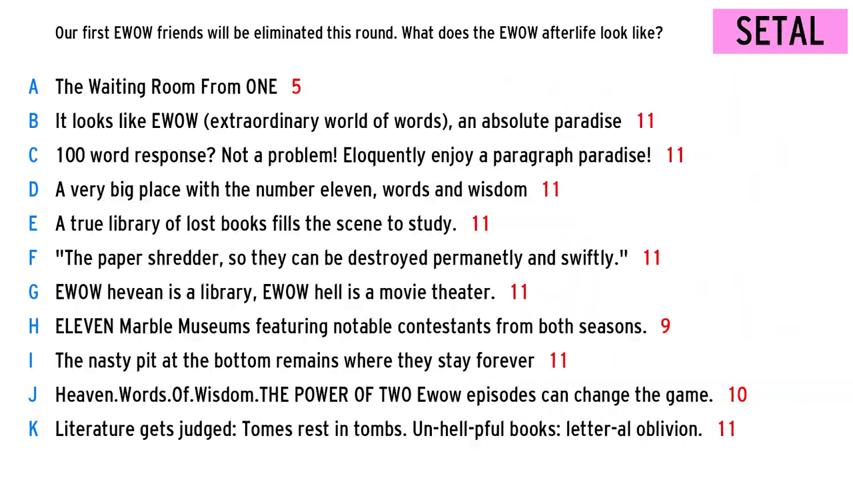 Our first EWOW friends will be eliminated this round. What does the EWOW afterlife look like?
SETAL
A The Waiting Room From ONE 5
B It looks like EWOW (extraordinary world of words), an absolute paradise 11
C 100 word response? Not a problem! Eloquently enjoy a paragraph paradise! 11
D A very big place with the number eleven, words and wisdom 11
E A true library of lost books fills the scene to study. 11
F "The paper shredder, so they can be destroyed permanetly and swiftly." 11
G EWOW hevean is a library, EWOW hell is a movie theater. 11
H ELEVEN Marble Museums featuring notable contestants from both seasons. 9
I The nasty pit at the bottom remains where they stay forever 11
J Heaven.Words.Of.Wisdom.THE POWER OF TWO Ewow episodes can change the game. 10
K Literature gets judged: Tomes rest in tombs. Un-hell-pful books: letter-al oblivion. 11